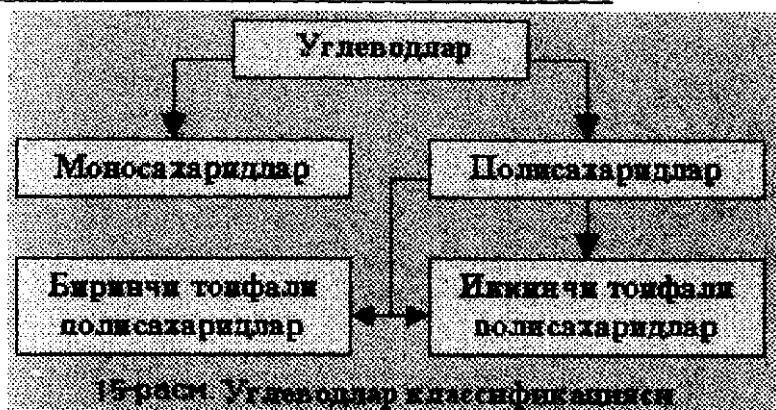 Углеводлар
Моносахаридлар
Полисахаридлар
Биринчи тоифали
полисахаридлар
Иккинчи тоифали
полисахаридлар
15-расм. Углеводлар классификацияси